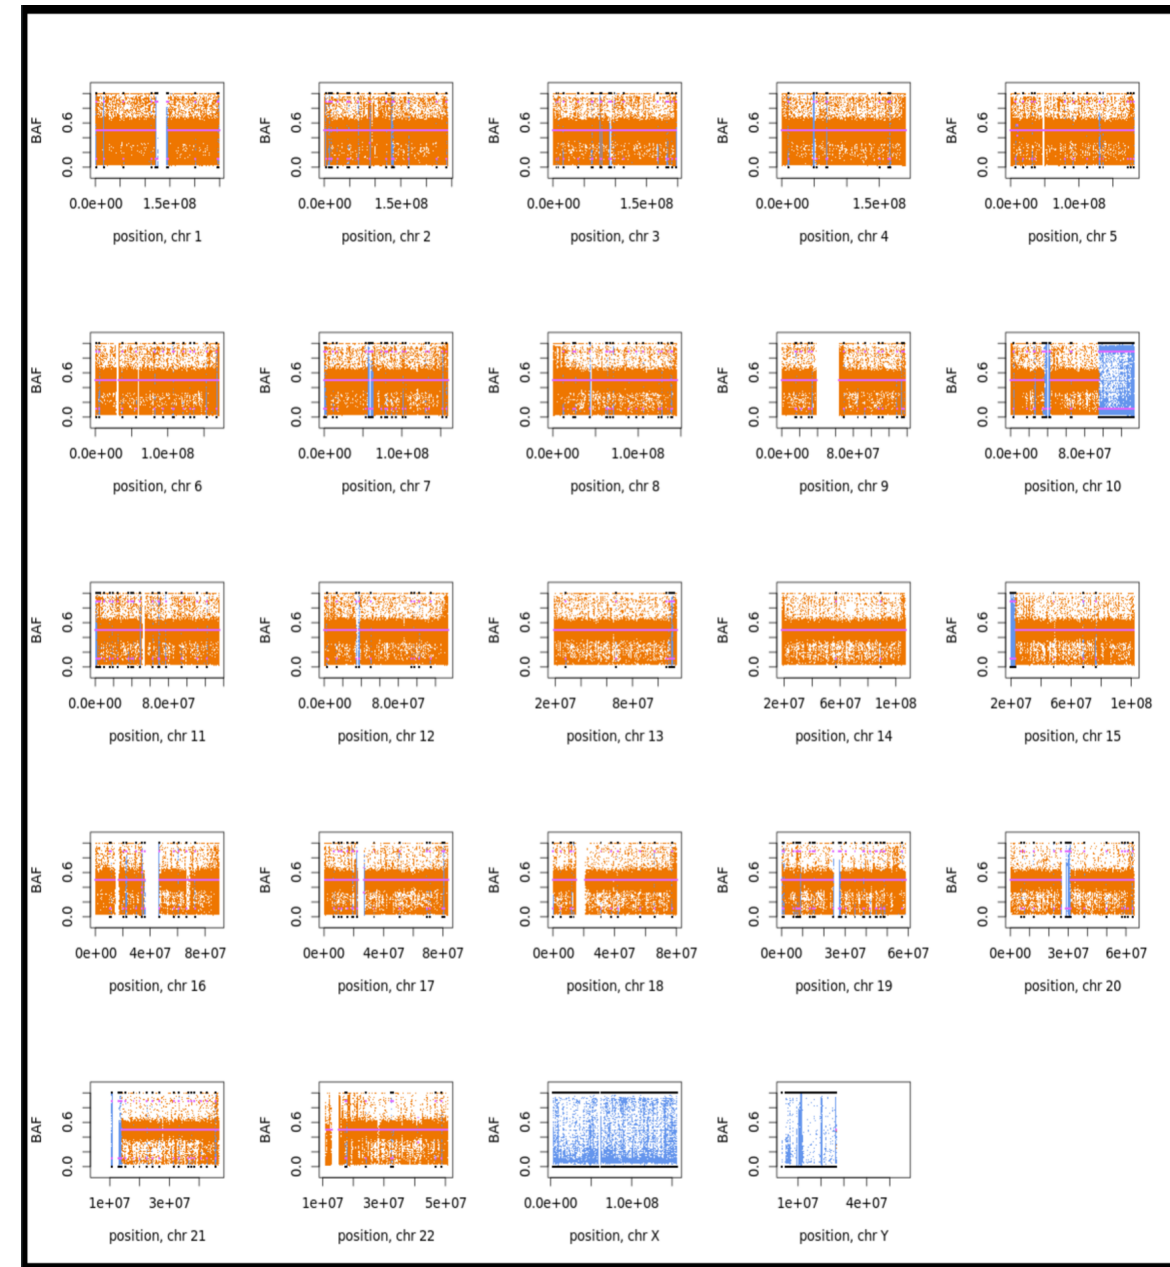 BAF BAF BAF BAF BAF
0.0 0.6 0.0 0.6 0.0 0.6 0.0 0.6 0.0 0.6
0.0e+00 1.5e+08 0.0e+00 1.5e+08 0.0e+00 1.5e+08 0.0e+00 1.5e+08 0.0e+00 1.0e+08
position, chr 1 position, chr 2 position, chr 3 position, chr 4 position, chr 5
BAF BAF BAF BAF BAF
0.0 0.6 0.0 0.6 0.0 0.6 0.0 0.6 0.0 0.6
0.0e+00 1.0e+08 0.0e+00 1.0e+08 0.0e+00 1.0e+08 0.0e+00 8.0e+07 0.0e+00 8.0e+07
position, chr 6 position, chr 7 position, chr 8 position, chr 9 position, chr 10
BAF BAF BAF BAF BAF
0.0 0.6 0.0 0.6 0.0 0.6 0.0 0.6 0.0 0.6
0.0e+00 8.0e+07 0.0e+00 8.0e+07 2e+07 8e+07 2e+07 6e+07 1e+08 2e+07 6e+07 1e+08
position, chr 11 position, chr 12 position, chr 13 position, chr 14 position, chr 15
BAF BAF BAF BAF BAF
0.0 0.6 0.0 0.6 0.0 0.6 0.0 0.6 0.0 0.6
0e+00 4e+07 8e+07 0e+00 4e+07 8e+07 0e+00 4e+07 8e+07 0e+00 3e+07 6e+07 0e+00 3e+07 6e+07
position, chr 16 position, chr 17 position, chr 18 position, chr 19 position, chr 20
BAF BAF BAF BAF
0.0 0.6 0.0 0.6 0.0 0.6 0.0 0.6
1e+07 3e+07 1e+07 3e+07 5e+07 0.0e+00 1.0e+08 1e+07 4e+07
position, chr 21 position, chr 22 position, chr X position, chr Y